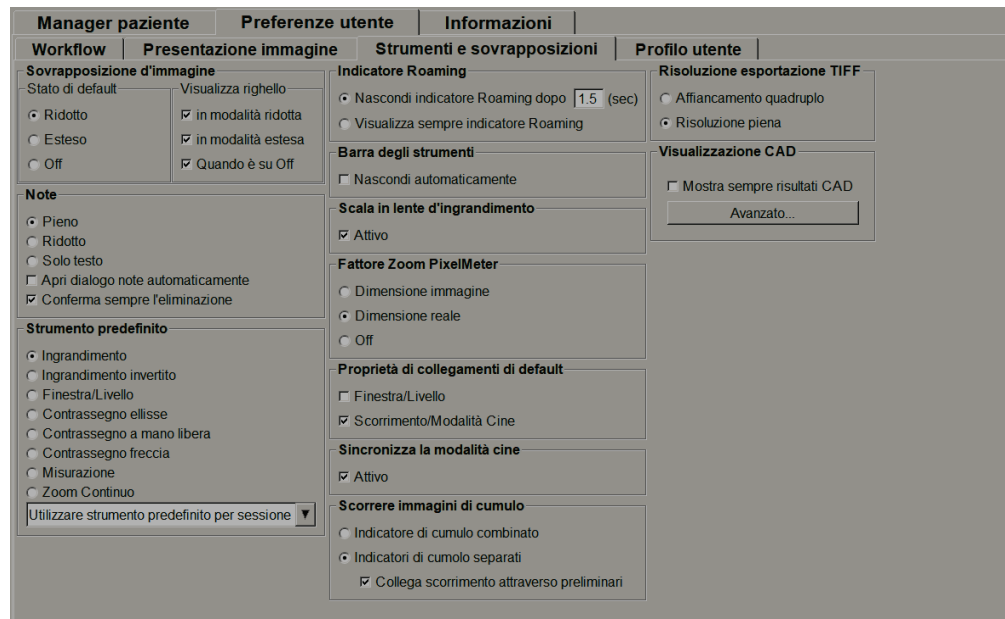 Manager paziente
Preferenze utente
Informazioni
Workflow
Presentazione immagine
Strumenti e sovrapposizioni
Profilo utente
Sovrapposizione d'immagine
Stato di default
Ridotto
Esteso
Off
Visualizza righello
in modalità ridotta
in modalità estesa
Quando è su Off
Note
Pieno
Ridotto
Solo testo
Apri dialogo note automaticamente
Conferma sempre l'eliminazione
Strumento predefinito
Ingrandimento
Ingrandimento invertito
Finestra/Livello
Contrassegno ellisse
Contrassegno a mano libera
Contrassegno freccia
Misurazione
Zoom Continuo
Utilizzare strumento predefinito per sessione
Indicatore Roaming
Nascondi indicatore Roaming dopo 1.5 (sec)
Visualizza sempre indicatore Roaming
Barra degli strumenti
Nascondi automaticamente
Scala in lente d'ingrandimento
Attivo
Fattore Zoom PixelMeter
Dimensione immagine
Dimensione reale
Off
Proprietà di collegamenti di default
Finestra/Livello
Scorrimento/Modalità Cine
Sincronizza la modalità cine
Attivo
Scorrere immagini di cumulo
Indicatore di cumulo combinato
Indicatori di cumolo separati
Collega scorrimento attraverso preliminari
Risoluzione esportazione TIFF
Affiancamento quadruplo
Risoluzione piena
Visualizzazione CAD
Mostra sempre risultati CAD
Avanzato...